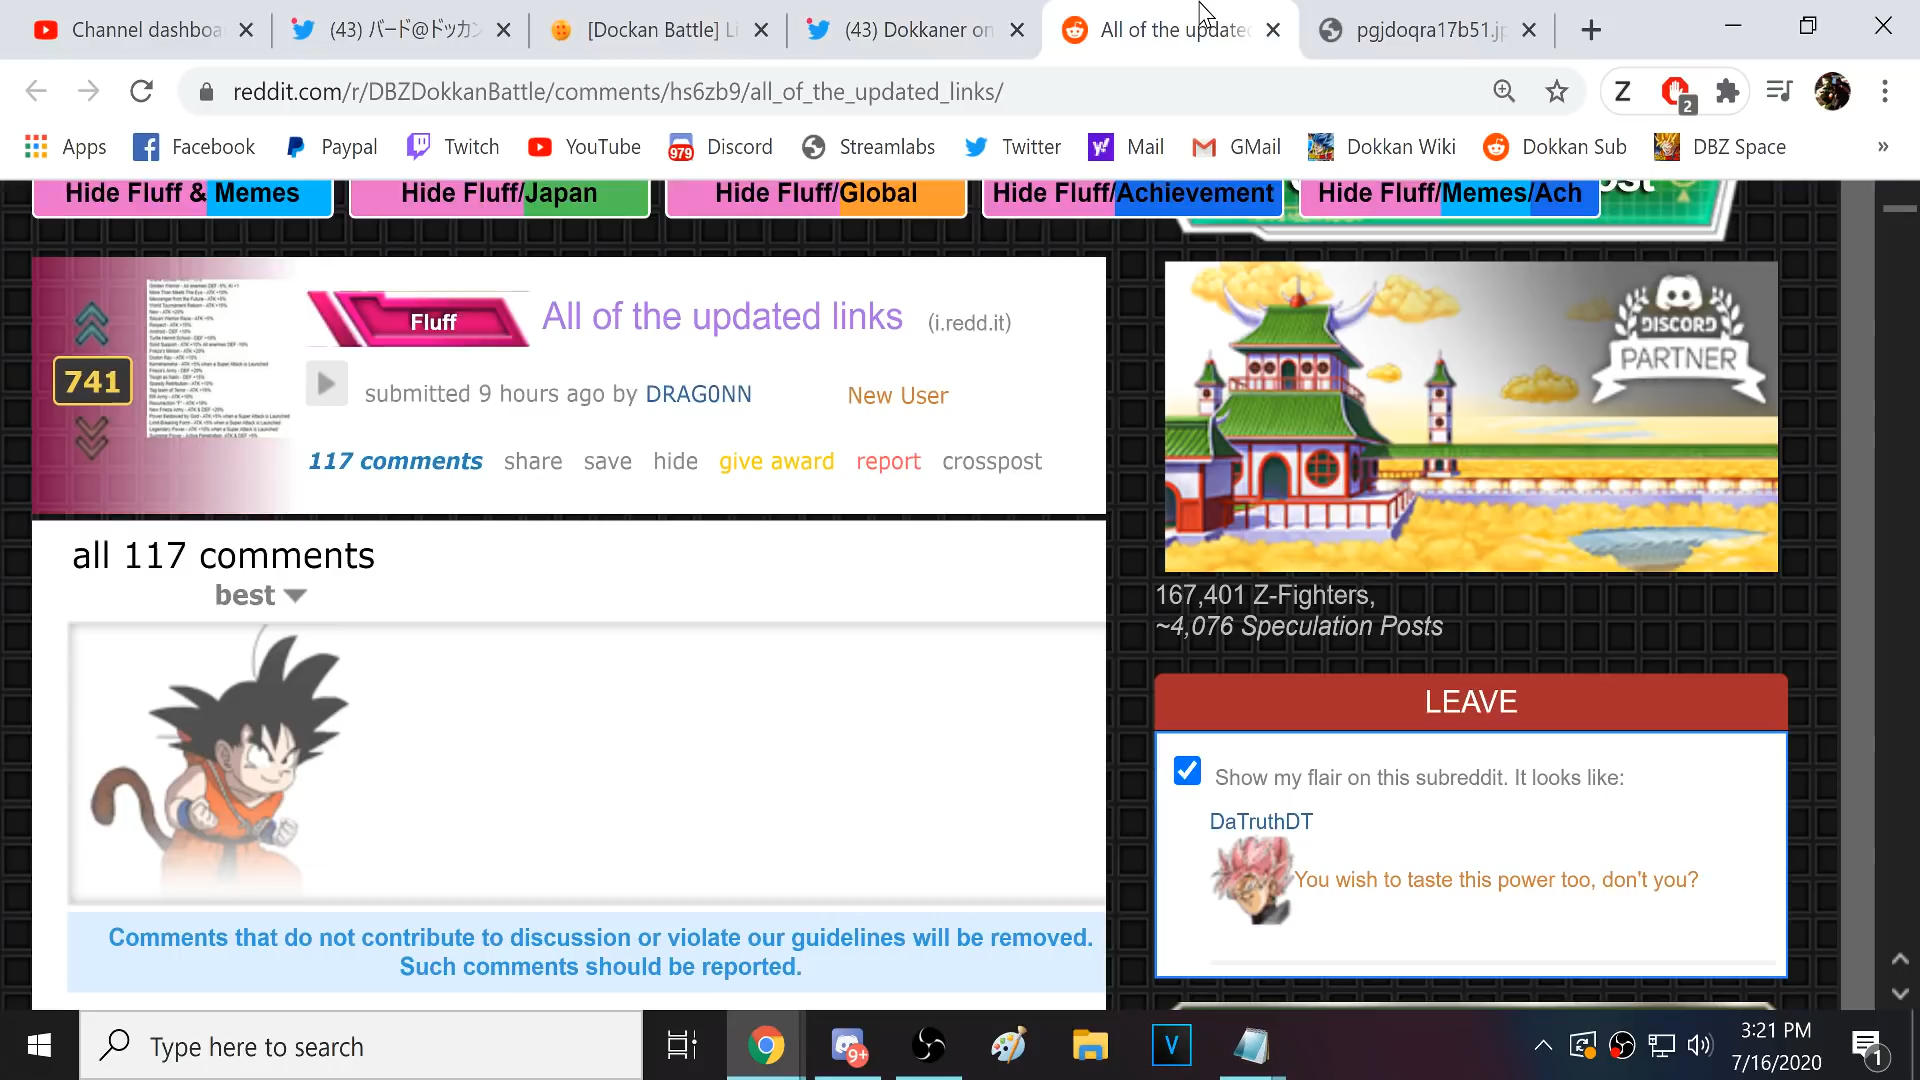 Channel dashboa
(43) バード@ドッカン
[Dockan Battle] Li
(43) Dokkaner on
All of the update
pgjdoqra17b51.jp
reddit.com/r/DBZDokkanBattle/comments/hs6zb9/all_of_the_updated_links/
Z
2
Apps
Facebook
Paypal
Twitch
YouTube
979
Discord
Streamlabs
Twitter
Mail
GMail
Dokkan Wiki
Dokkan Sub
DBZ Space
»
Hide Fluff & Memes
Hide Fluff/Japan
Hide Fluff/Global
Hide Fluff/Achievement
Hide Fluff/Memes/Ach
741
Fluff
All of the updated links (i.redd.it)
submitted 9 hours ago by DRAG0NN New User
117 comments share save hide give award report crosspost
all 117 comments
best
Comments that do not contribute to discussion or violate our guidelines will be removed.
Such comments should be reported.
DISCORD
PARTNER
167,401 Z-Fighters,
~4,076 Speculation Posts
LEAVE
Show my flair on this subreddit. It looks like:
DaTruthDT
You wish to taste this power too, don't you?
Type here to search
9+
V
3:21 PM
7/16/2020
1